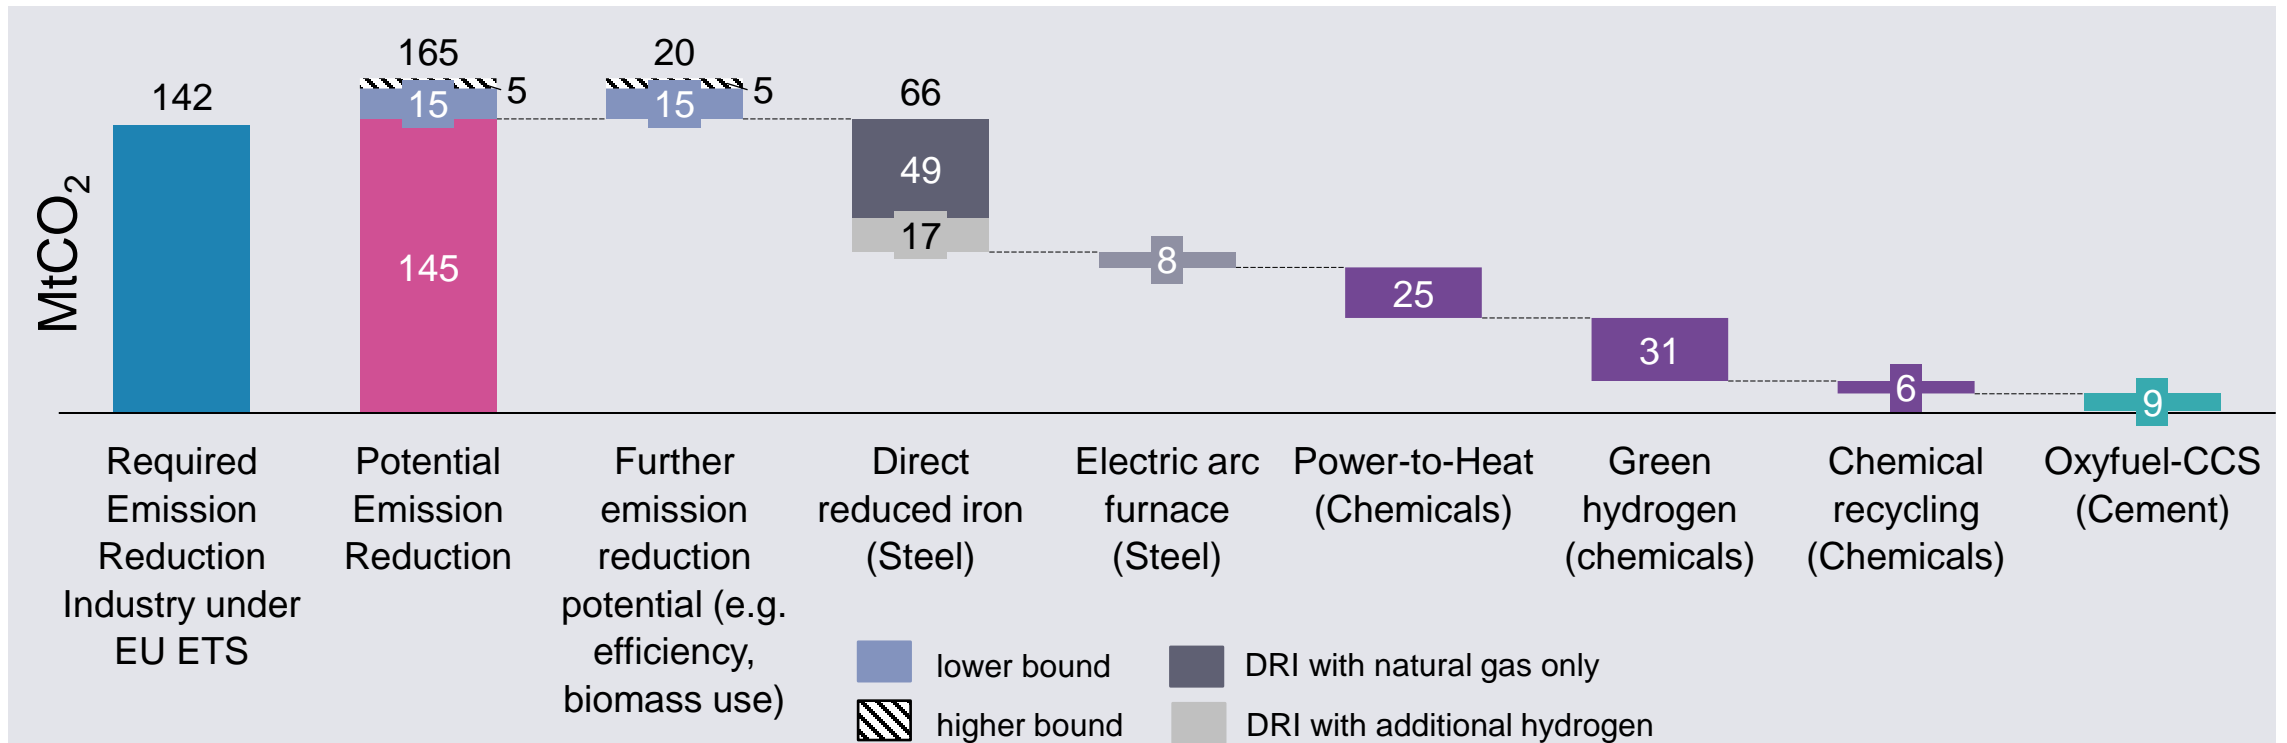 MtCO2
142
165
5
15
145
20
5
15
66
49
17
8
25
31
6
9
Required
Emission
Reduction
Industry under
EU ETS
Potential
Emission
Reduction
Further
emission
reduction
potential (e.g.
efficiency,
biomass use)
Direct
reduced iron
(Steel)
Electric arc
furnace
(Steel)
Power-to-Heat
(Chemicals)
Green
hydrogen
(chemicals)
Chemical
recycling
(Chemicals)
Oxyfuel-CCS
(Cement)
lower bound
higher bound
DRI with natural gas only
DRI with additional hydrogen